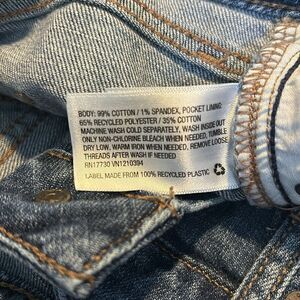 BODY: 99% COTTON / 1% SPANDEX, POCKET LINING:
65% RECYCLED POLYESTER / 35% COTTON
MACHINE WASH COLD SEPARATELY, WASH INSIDE OUT
ONLY NON-CHLORINE BLEACH WHEN NEEDED, TUMBLE
DRY LOW, WARM IRON WHEN NEEDED, REMOVE LOOSE
THREADS AFTER WASH IF NEEDED
RN17730 VN1210394
LABEL MADE FROM 100% RECYCLED PLASTIC